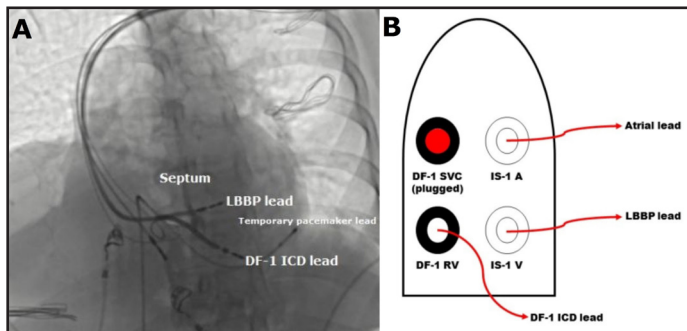 A
Septum
LBBP lead
Temporary pacemaker lead
DF-1 ICD lead
B
Atrial lead
DF-1 SVC
(plugged)
IS-1 A
LBBP lead
DF-1 RV
IS-1 V
DF-1 ICD lead